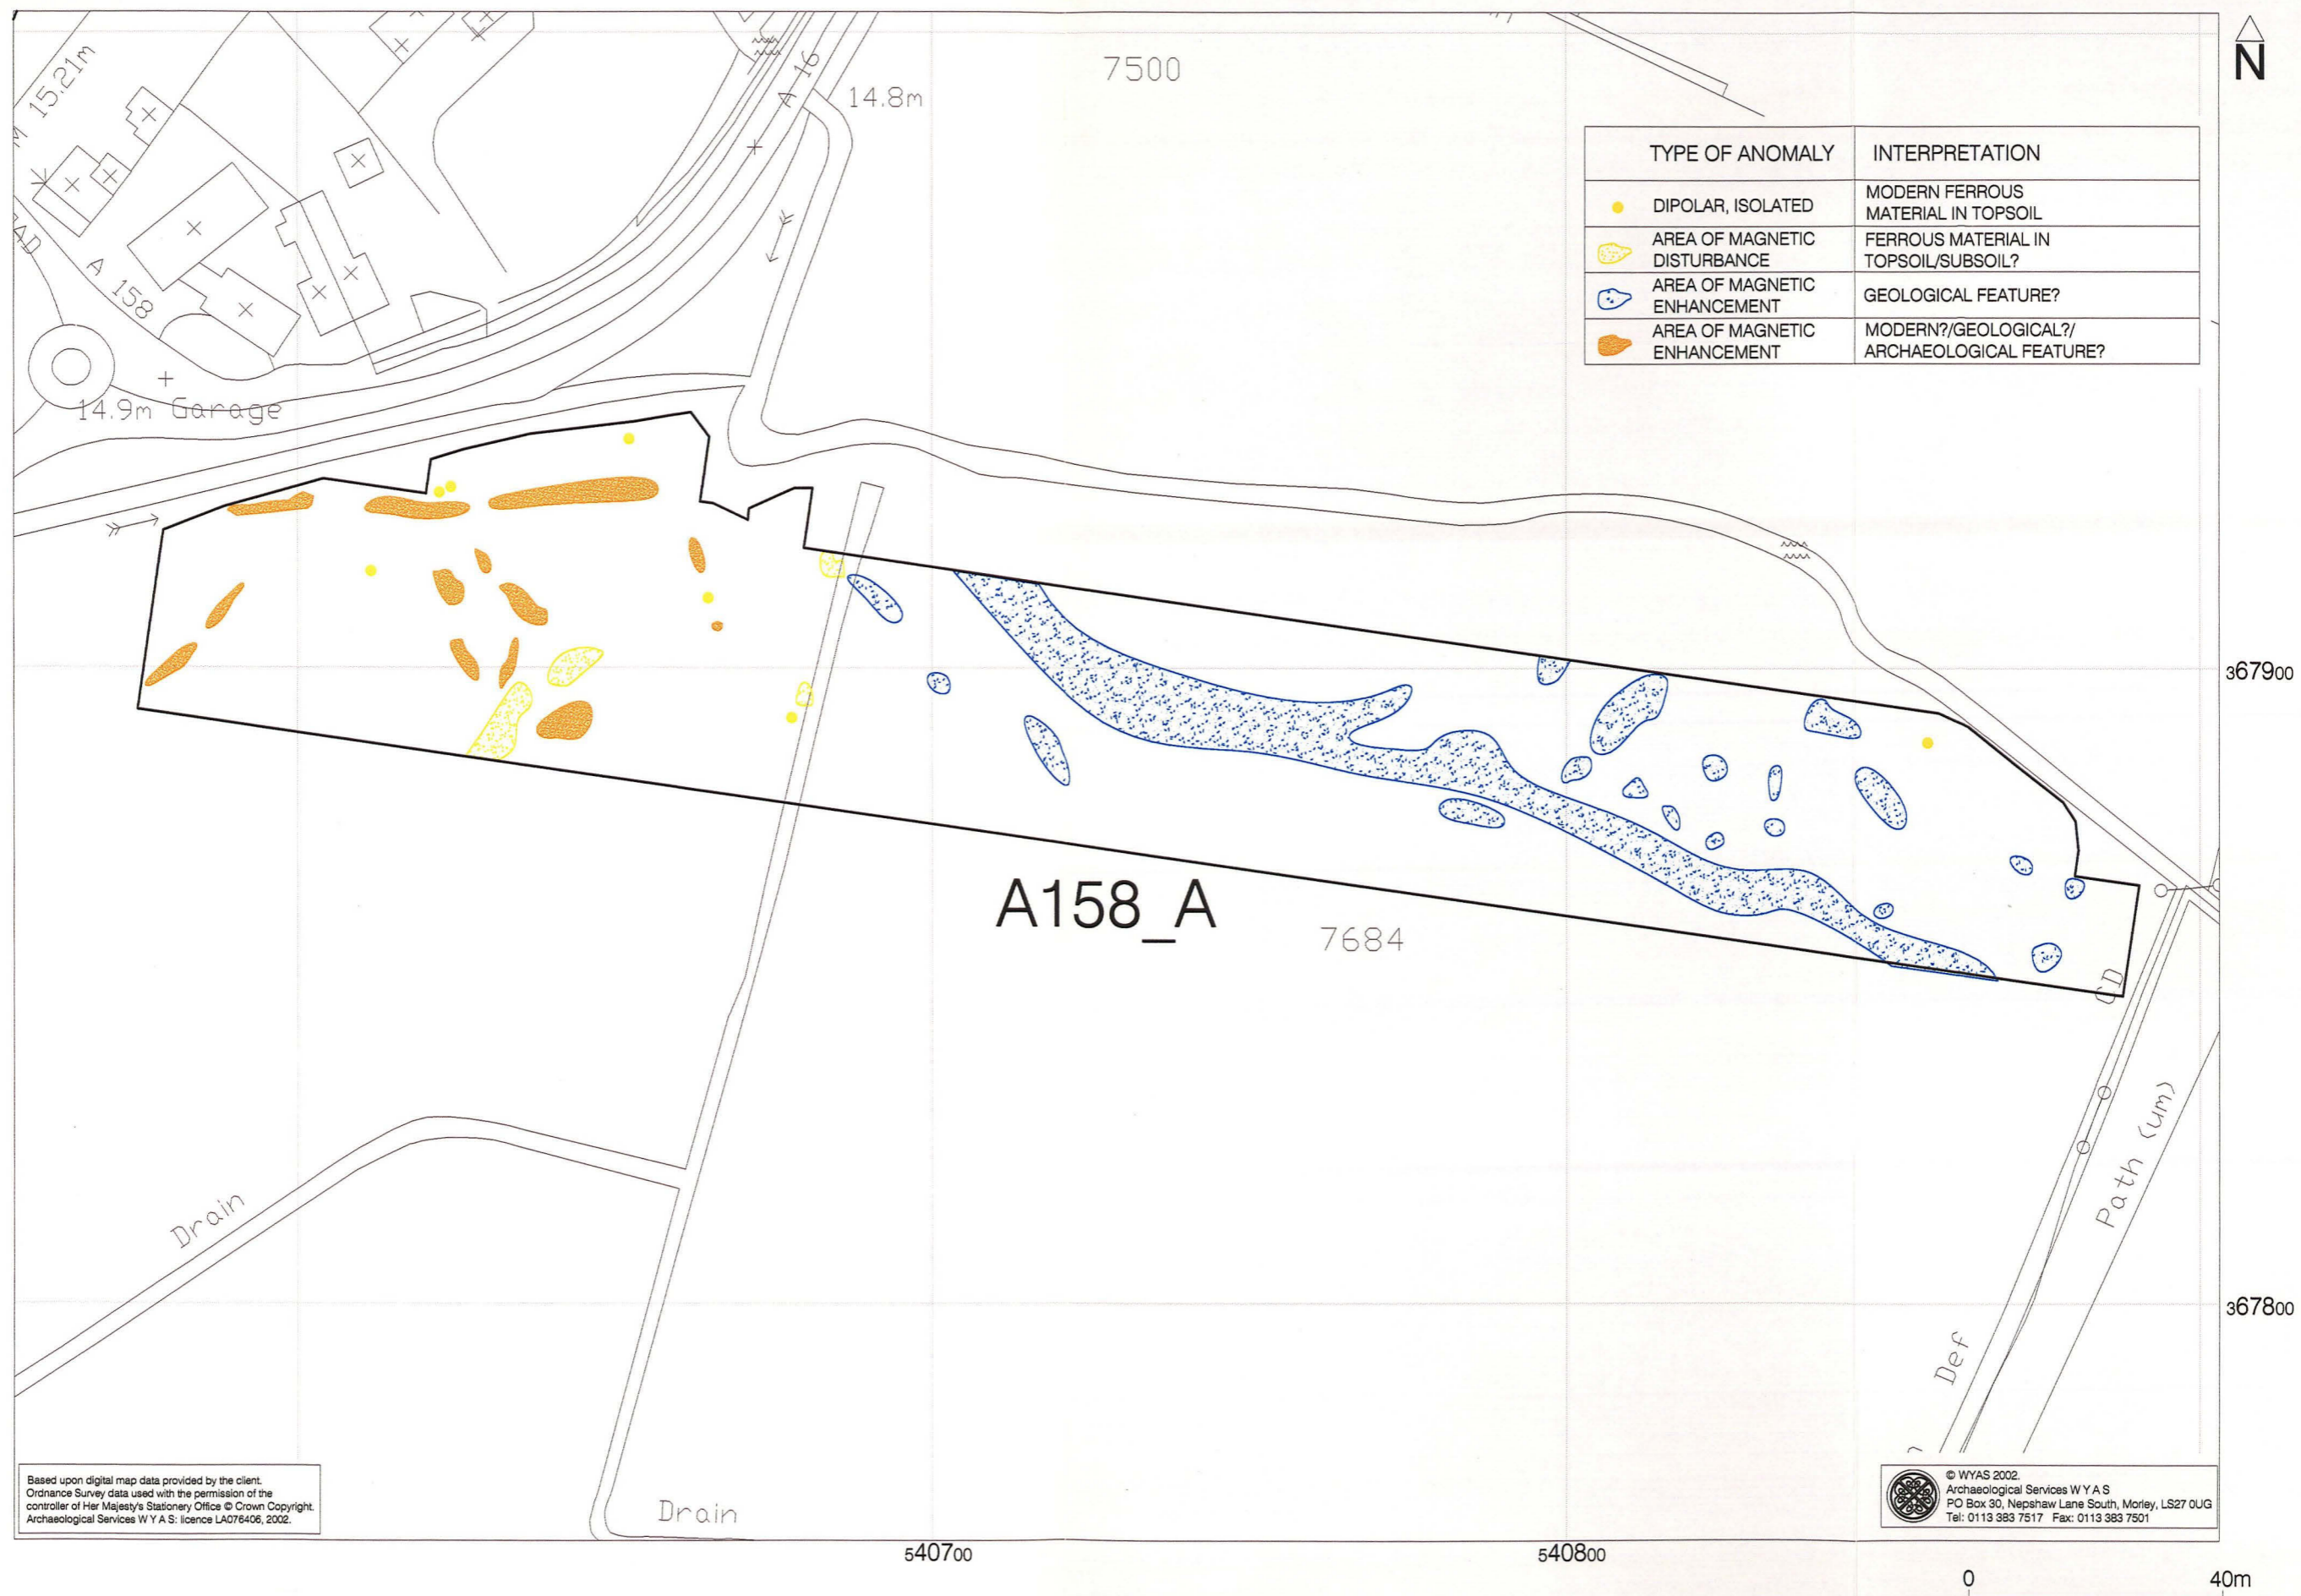 15.21m
A 16
14.8m
7500
N
TYPE OF ANOMALY
INTERPRETATION
DIPOLAR, ISOLATED
MODERN FERROUS
MATERIAL IN TOPSOIL
AREA OF MAGNETIC
DISTURBANCE
FERROUS MATERIAL IN
TOPSOIL/SUBSOIL?
AREA OF MAGNETIC
ENHANCEMENT
GEOLOGICAL FEATURE?
AREA OF MAGNETIC
ENHANCEMENT
MODERN?/GEOLOGICAL?/
ARCHAEOLOGICAL FEATURE?
A 158
14.9m Garage
367900
A158_A
7684
CD
Path (um)
Drain
367800
Def
Drain
Based upon digital map data provided by the client.
Ordnance Survey data used with the permission of the
controller of Her Majesty's Stationery Office © Crown Copyright.
Archaeological Services W Y A S: licence LA076406, 2002.
© WYAS 2002.
Archaeological Services W Y A S
PO Box 30, Nepshaw Lane South, Morley, LS27 0UG
Tel: 0113 383 7517 Fax: 0113 383 7501
540700
540800
0
40m